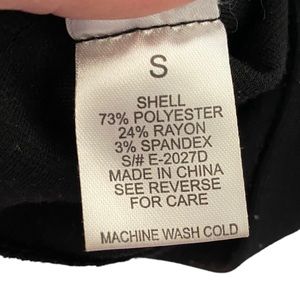 S
SHELL
73% POLYESTER
24% RAYON
3% SPANDEX
S/# E-2027D
MADE IN CHINA
SEE REVERSE
FOR CARE
MACHINE WASH COLD